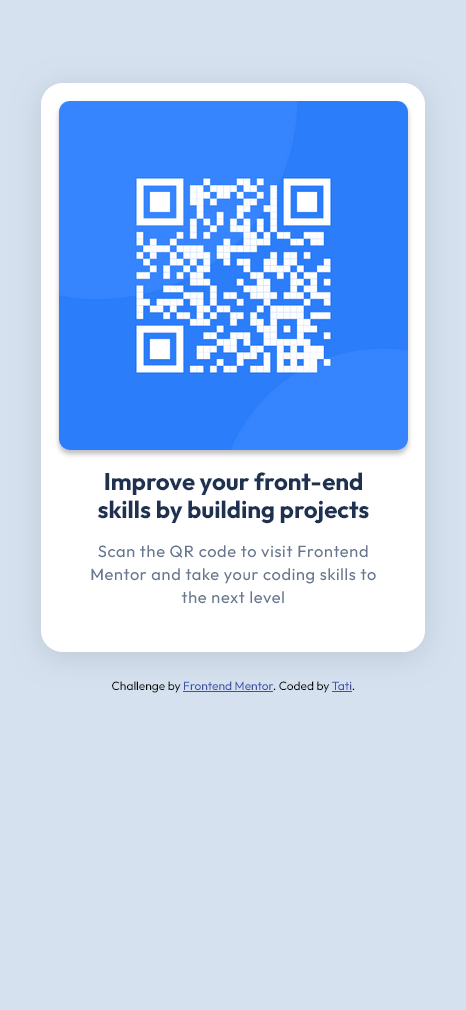 Improve your front-end
skills by building projects
Scan the QR code to visit Frontend
Mentor and take your coding skills to
the next level
Challenge by Frontend Mentor. Coded by Tati.